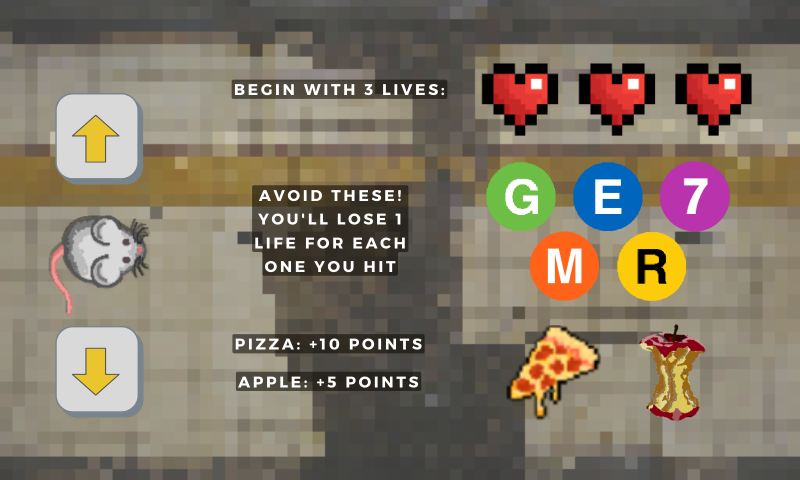 BEGIN WITH 3 LIVES:
AVOID THESE!
YOU'LL LOSE 1
LIFE FOR EACH
ONE YOU HIT
G E 7
M R
PIZZA: +10 POINTS
APPLE: +5 POINTS